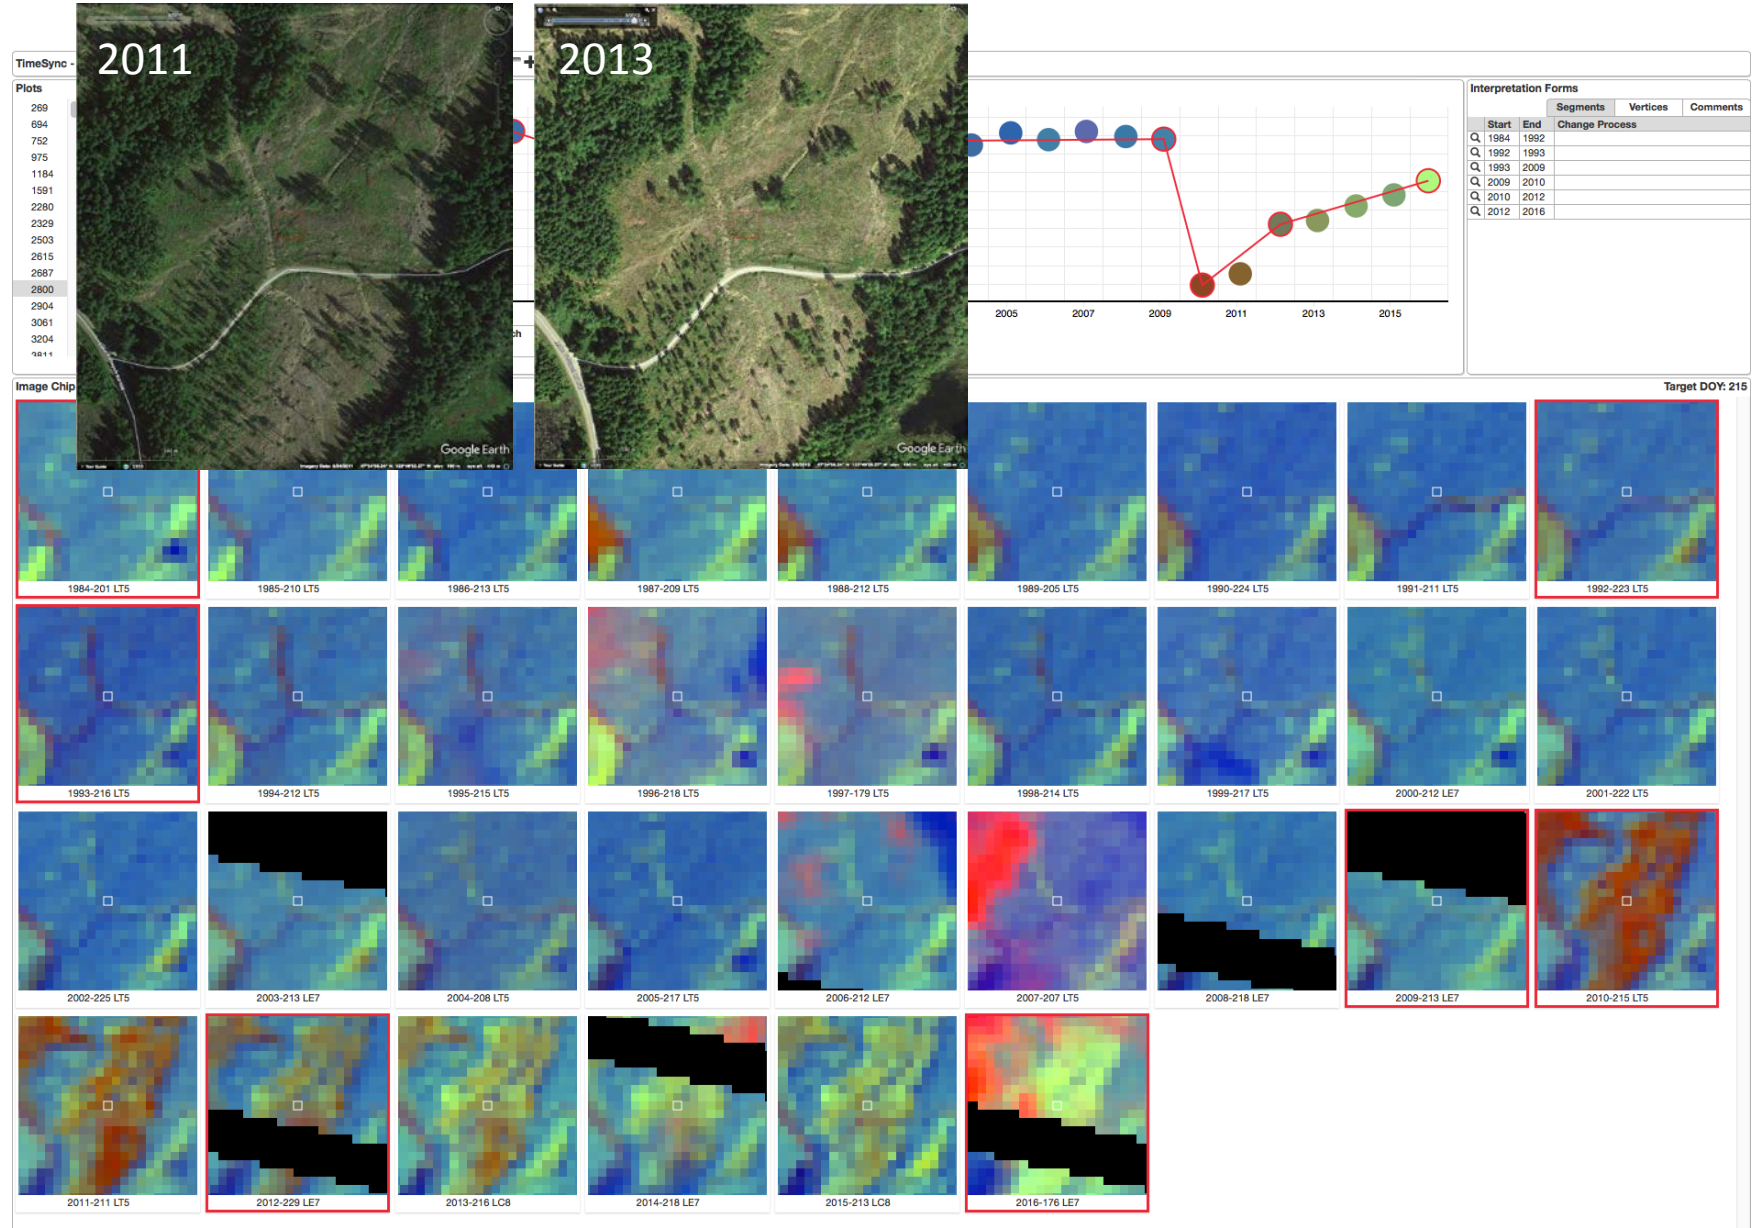 2011
2013
TimeSync -
Plots
269
694
752
975
1184
1591
2280
2329
2503
2615
2687
2800
2904
3061
3204
3811
Google Earth
Google Earth
2005 2007 2009 2011 2013 2015
Interpretation Forms
Segments Vertices Comments
Start End Change Process
1984 1992
1992 1993
1993 2009
2009 2010
2010 2012
2012 2016
Image Chip
Target DOY: 215
1984-201 LT5
1985-210 LT5
1986-213 LT5
1987-209 LT5
1988-212 LT5
1989-205 LT5
1990-224 LT5
1991-211 LT5
1992-223 LT5
1993-216 LT5
1994-212 LT5
1995-215 LT5
1996-218 LT5
1997-179 LT5
1998-214 LT5
1999-217 LT5
2000-212 LE7
2001-222 LT5
2002-225 LT5
2003-213 LE7
2004-208 LT5
2005-217 LT5
2006-212 LE7
2007-207 LT5
2008-218 LE7
2009-213 LE7
2010-215 LT5
2011-211 LT5
2012-229 LE7
2013-216 LC8
2014-218 LE7
2015-213 LC8
2016-176 LE7